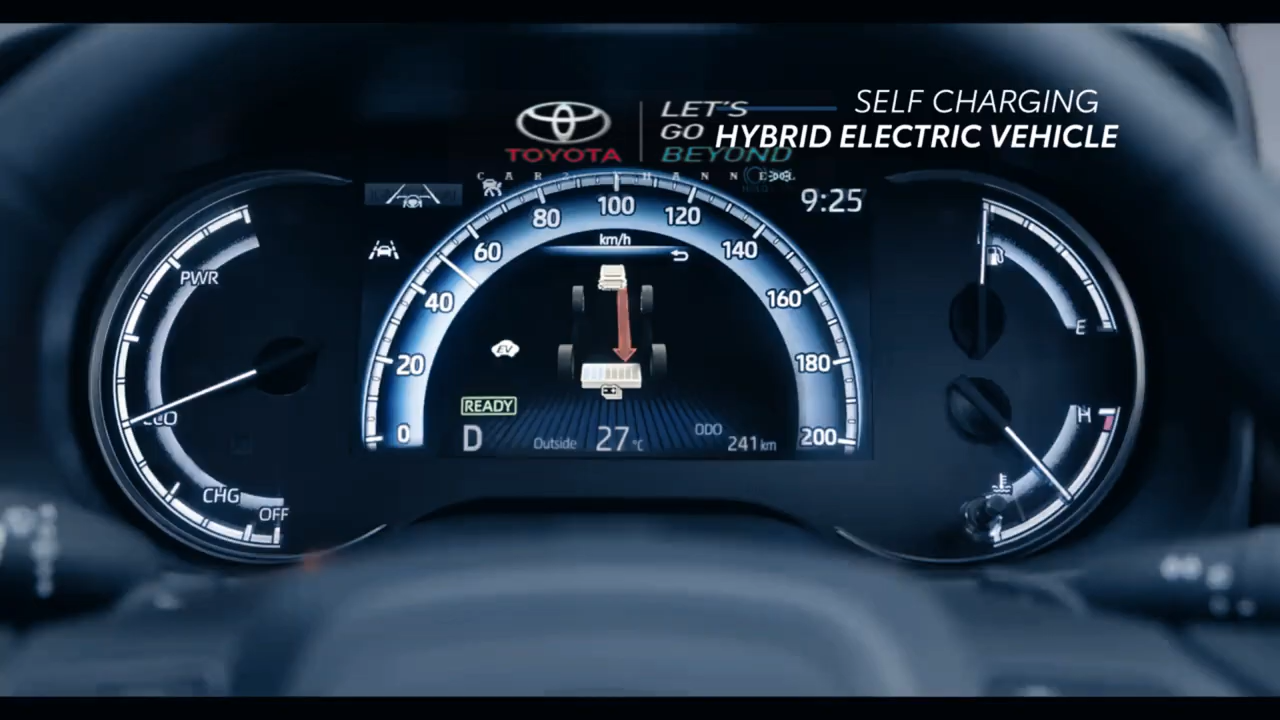 SELF CHARGING
HYBRID ELECTRIC VEHICLE
TOYOTA
LET'S
GO
BEYOND
9:25
PWR
ECO
CHG
OFF
0
20
40
60
80
100
120
140
160
180
200
km/h
EV
READY
D
Outside 27°C
ODO 241 km
E
H